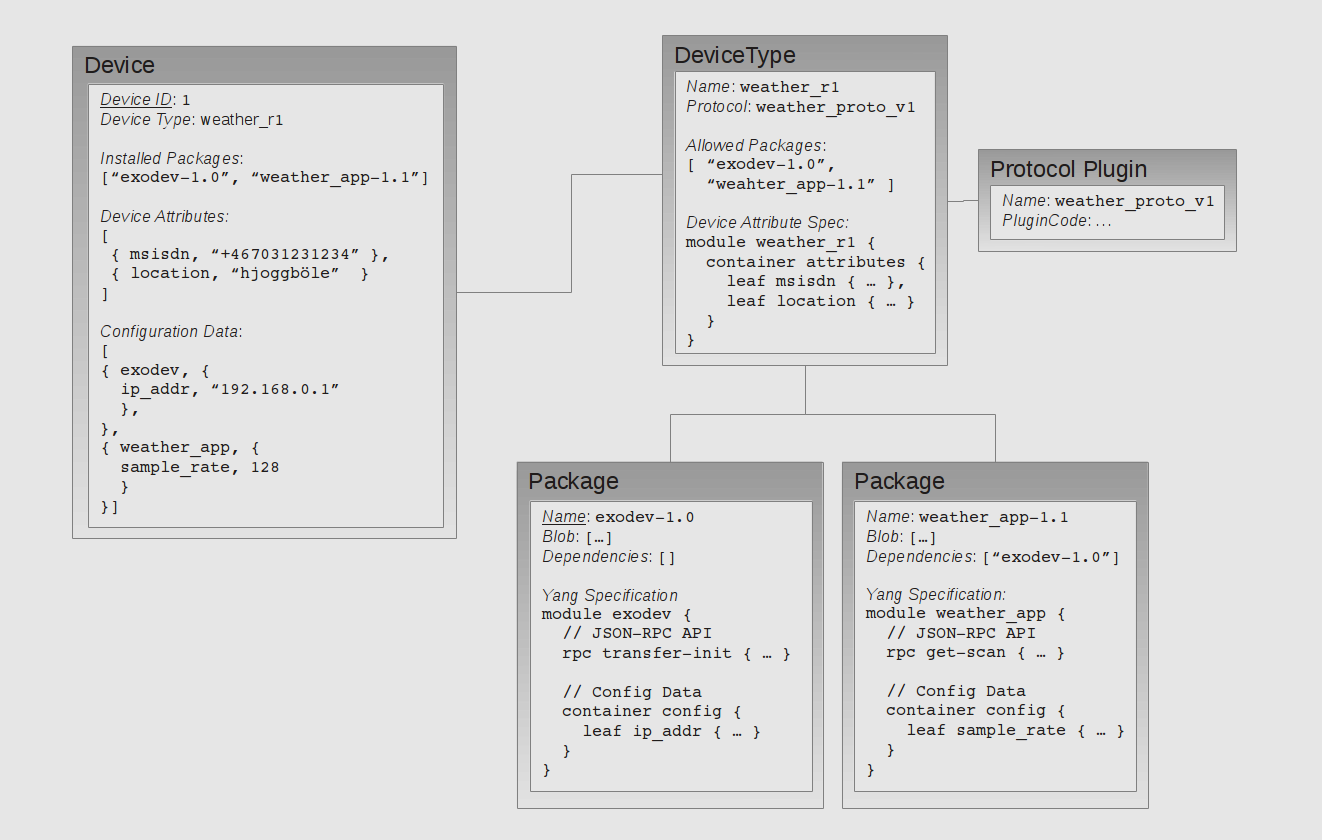 Device
Device ID: 1
Device Type: weather_r1
Installed Packages:
[“exodev-1.0”, “weather_app-1.1”]
Device Attributes:
[
{ msisdn, “+467031231234” },
{ location, “hjoggböle” }
]
Configuration Data:
[
{ exodev, {
ip_addr, “192.168.0.1”
},
},
{ weather_app, {
sample_rate, 128
}
}]
DeviceType
Name: weather_r1
Protocol: weather_proto_v1
Allowed Packages:
[ “exodev-1.0”,
“weahter_app-1.1” ]
Device Attribute Spec:
module weather_r1 {
container attributes {
leaf msisdn { … },
leaf location { … }
}
}
Protocol Plugin
Name: weather_proto_v1
PluginCode: …
Package
Name: exodev-1.0
Blob: […]
Dependencies: []
Yang Specification
module exodev {
// JSON-RPC API
rpc transfer-init { … }
// Config Data
container config {
leaf ip_addr { … }
}
}
Package
Name: weather_app-1.1
Blob: […]
Dependencies: [“exodev-1.0”]
Yang Specification:
module weather_app {
// JSON-RPC API
rpc get-scan { … }
// Config Data
container config {
leaf sample_rate { … }
}
}